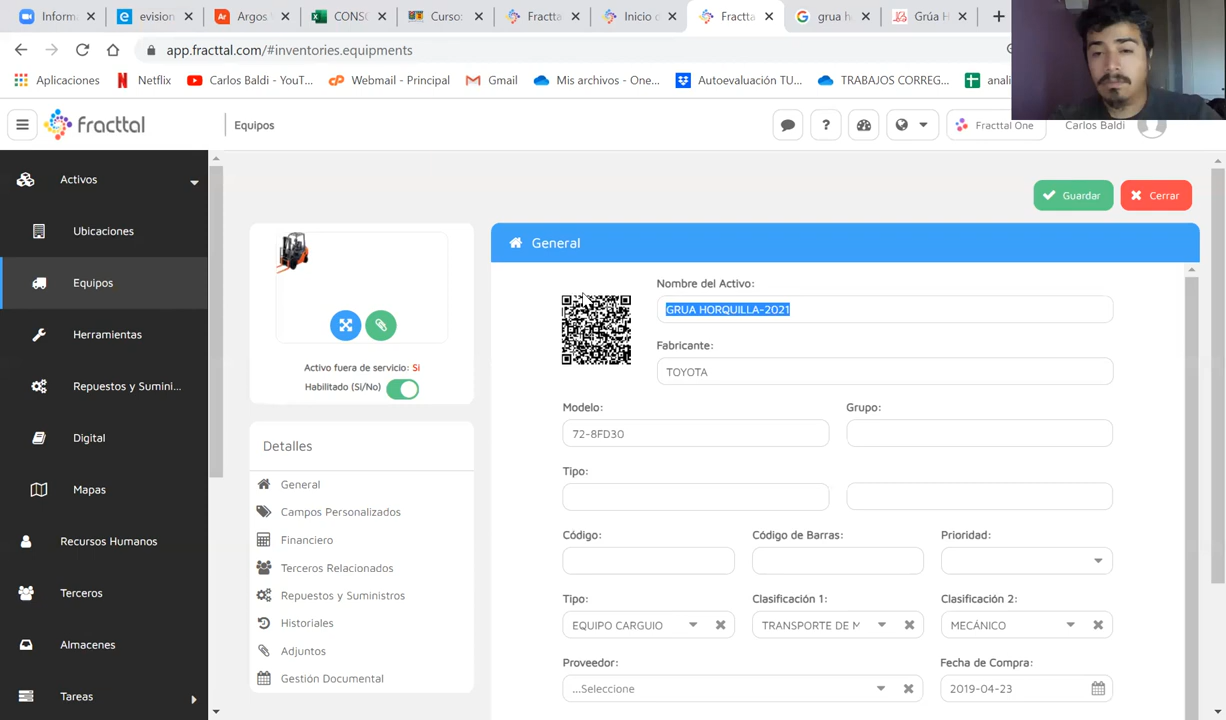 Inform
evision
Argos
CONSO
Curso:
Fractta
Inicio d
Fractta
grua h
Grúa H
app.fracttal.com/#inventories.equipments
Aplicaciones
Netflix
Carlos Baldi - YouT...
Webmail - Principal
Gmail
Mis archivos - One...
Autoevaluación TU...
TRABAJOS CORREG...
anali
fracttal
Equipos
?
Fracttal One
Carlos Baldi
Activos
Ubicaciones
Equipos
Herramientas
Repuestos y Sumini...
Digital
Mapas
Recursos Humanos
Terceros
Almacenes
Tareas
Guardar
Cerrar
Activo fuera de servicio: Si
Habilitado (Si/No)
Detalles
General
Campos Personalizados
Financiero
Terceros Relacionados
Repuestos y Suministros
Historiales
Adjuntos
Gestión Documental
General
Nombre del Activo:
GRUA HORQUILLA-2021
Fabricante:
TOYOTA
Modelo:
Grupo:
72-8FD30
Tipo:
Código:
Código de Barras:
Prioridad:
Tipo:
Clasificación 1:
Clasificación 2:
EQUIPO CARGUIO
TRANSPORTE DE M
MECÁNICO
Proveedor:
Fecha de Compra:
...Seleccione
2019-04-23